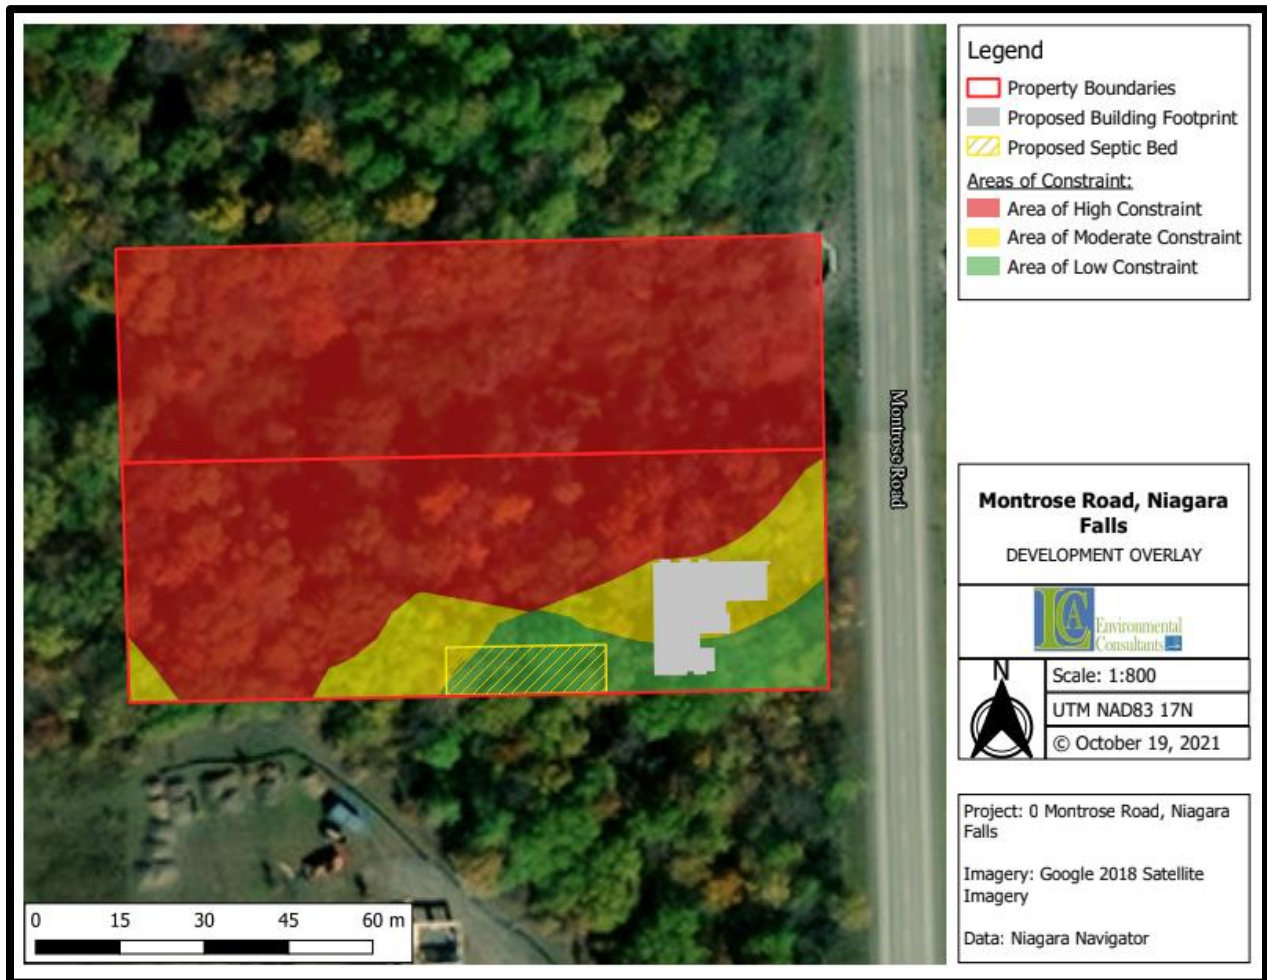 Legend
Property Boundaries
Proposed Building Footprint
Proposed Septic Bed
Areas of Constraint:
Area of High Constraint
Area of Moderate Constraint
Area of Low Constraint
Montrose Road
Montrose Road, Niagara
Falls
DEVELOPMENT OVERLAY
LCA
Environmental
Consultants
N
Scale: 1:800
UTM NAD83 17N
© October 19, 2021
Project: 0 Montrose Road, Niagara
Falls
Imagery: Google 2018 Satellite
Imagery
Data: Niagara Navigator
0 15 30 45 60 m